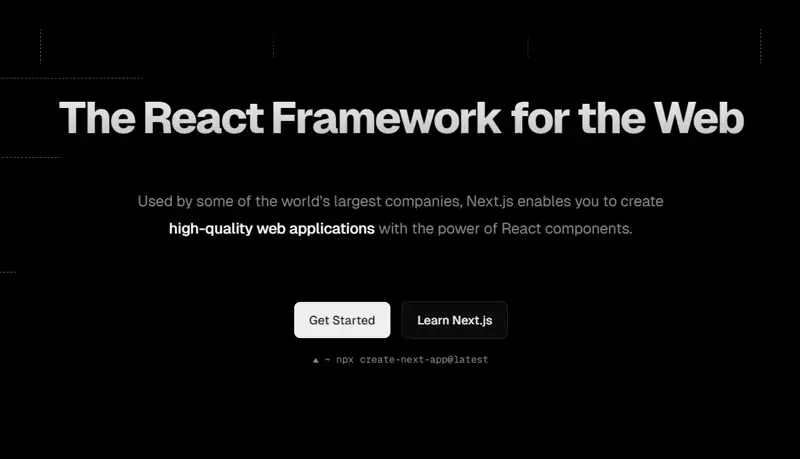 The React Framework for the Web
Used by some of the world's largest companies, Next.js enables you to create
high-quality web applications with the power of React components.
Get Started
Learn Next.js
▲ ~ npx create-next-app@latest